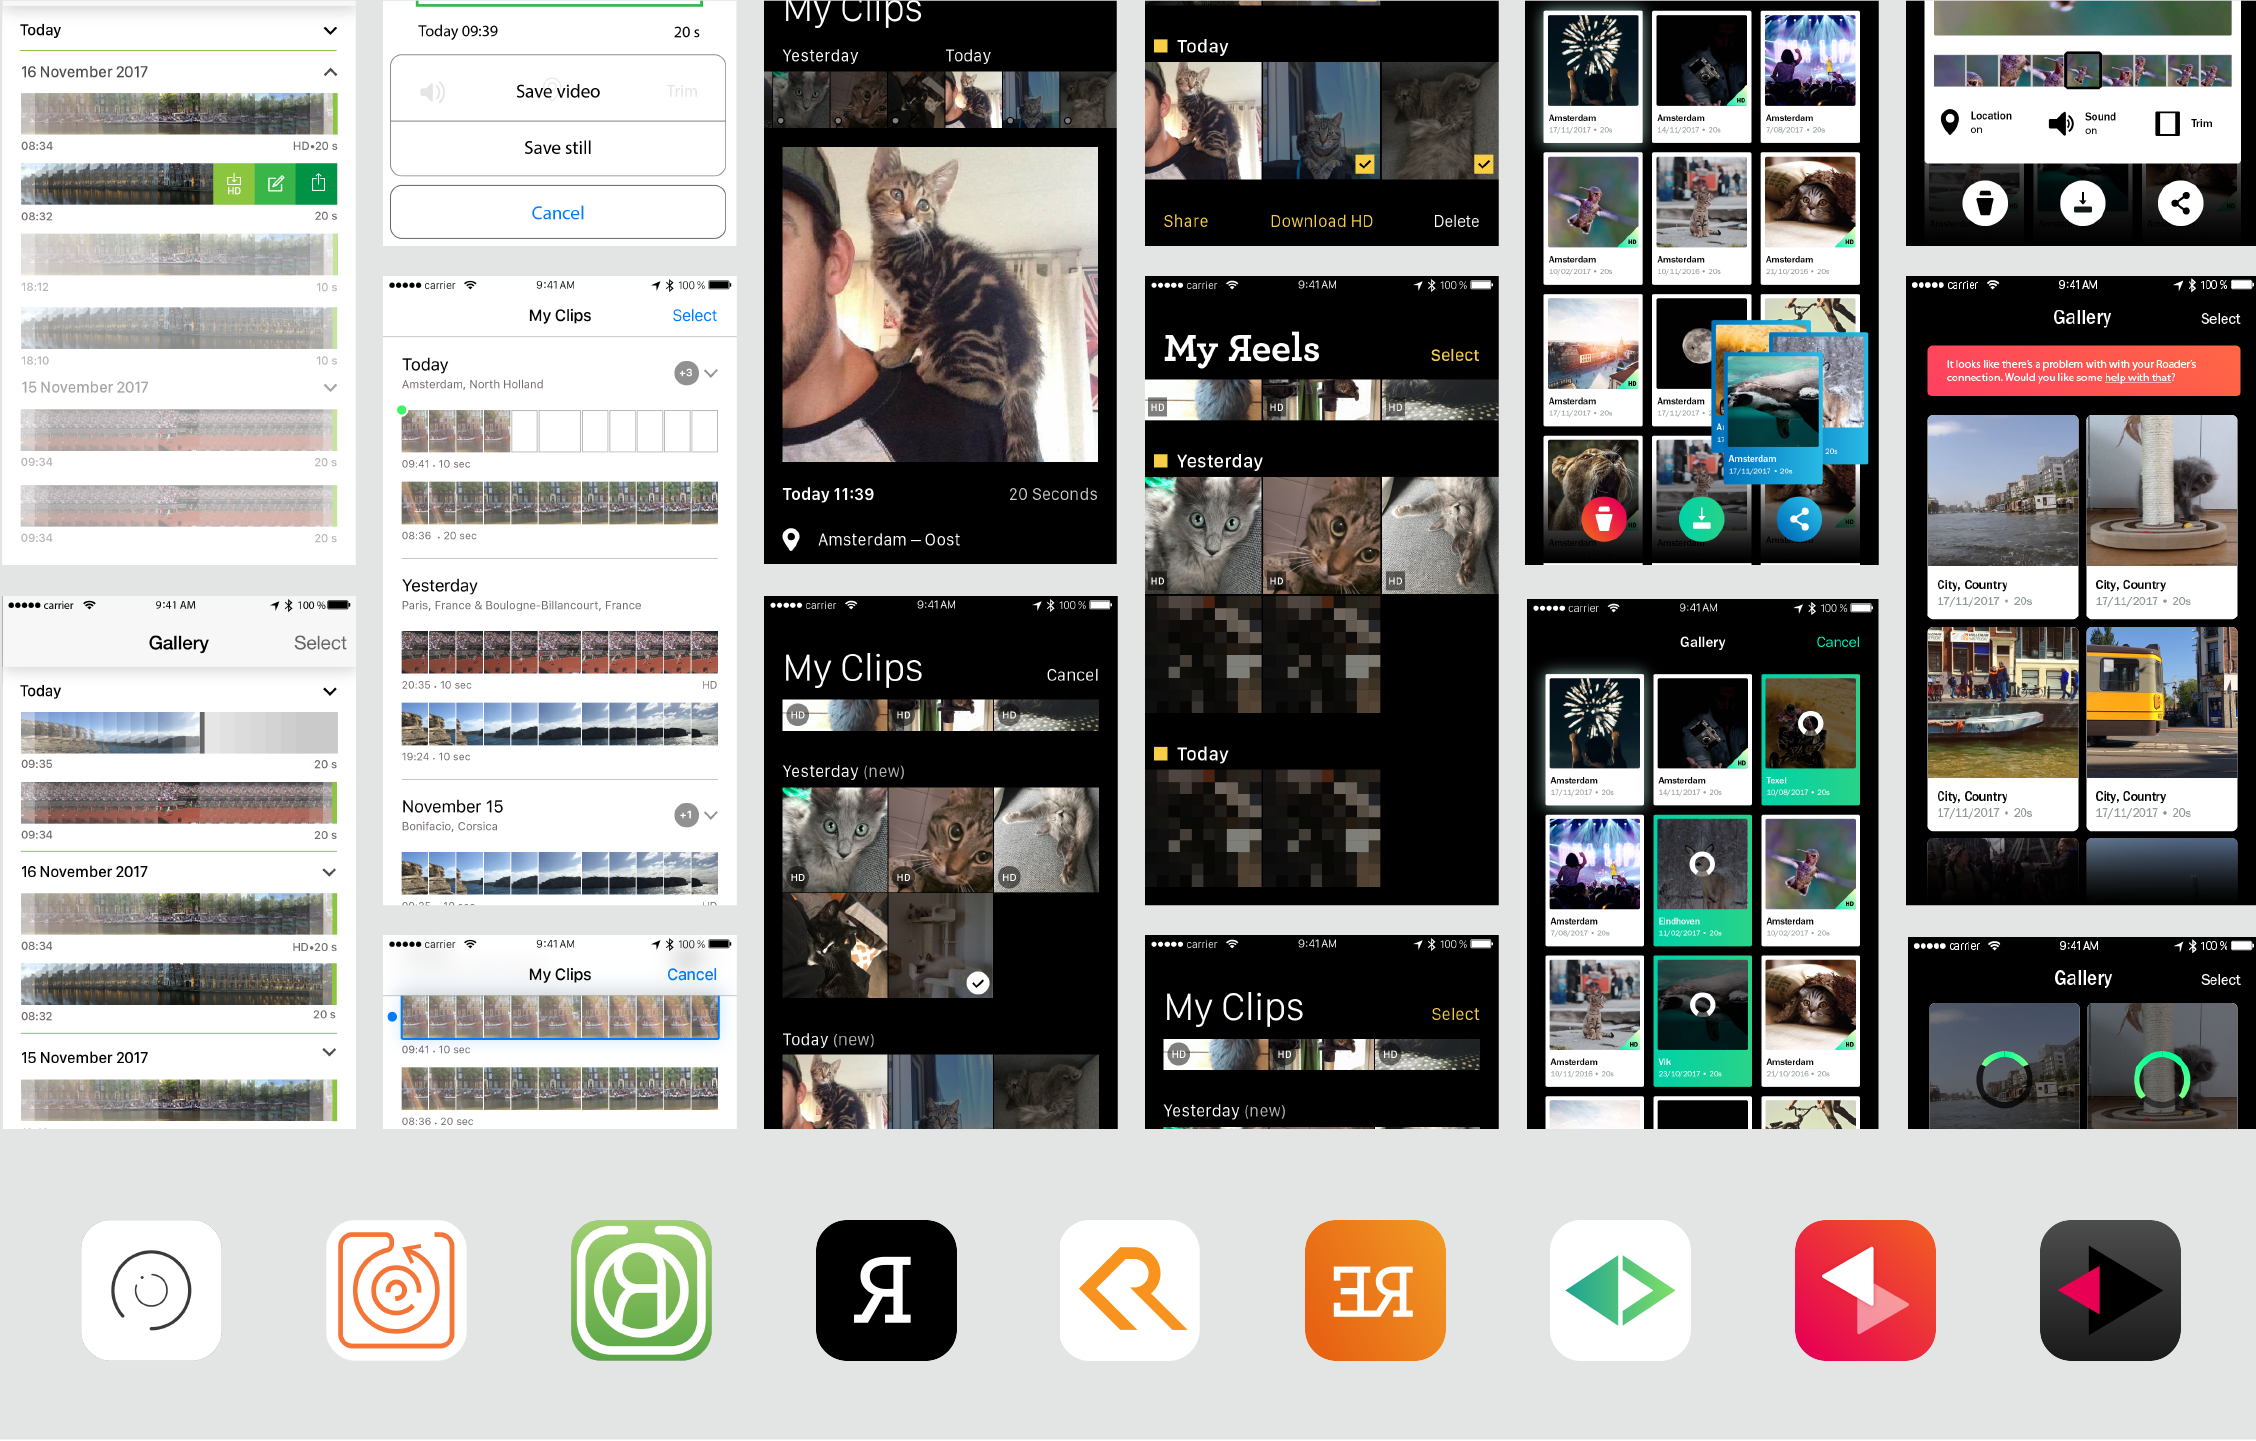 Today
16 November 2017
08:34 HD•20 s
HD
08:32 20 s
18:12 10 s
18:10 10 s
15 November 2017
09:34 20 s
09:34 20 s
carrier 9:41 AM 100 %
Gallery Select
Today
09:35 20 s
09:34 20 s
16 November 2017
08:34 HD•20 s
08:32 20 s
15 November 2017
Today 09:39 20 s
Save video Trim
Save still
Cancel
carrier 9:41 AM 100 %
My Clips Select
Today
Amsterdam, North Holland +3
09:41 . 10 sec
08:36 . 20 sec
Yesterday
Paris, France & Boulogne-Billancourt, France
20:35 . 10 sec HD
19:24 . 10 sec
November 15
Bonifacio, Corsica +1
carrier 9:41 AM 100 %
My Clips Cancel
09:41 . 10 sec
08:36 . 20 sec
My Clips
Yesterday Today
Today 11:39 20 Seconds
Amsterdam – Oost
carrier 9:41 AM 100 %
My Clips Cancel
HD HD HD
Yesterday (new)
HD HD HD
Today (new)
Today
Share Download HD Delete
carrier 9:41 AM 100 %
My Яeels Select
HD HD HD
Yesterday
HD HD HD
Today
carrier 9:41 AM 100 %
My Clips Select
HD HD HD
Yesterday (new)
HD
Amsterdam Amsterdam Amsterdam
17/11/2017 • 20s 14/11/2017 • 20s 7/08/2017 • 20s
HD HD
Amsterdam Amsterdam Amsterdam
10/02/2017 • 20s 10/11/2016 • 20s 21/10/2016 • 20s
HD
Amsterdam Amsterdam
17/11/2017 • 20s 17/11/2017 • 2
20s
Amsterdam
17/11/2017 • 20s
carrier 9:41 AM 100 %
Gallery Cancel
HD
Amsterdam Amsterdam Texel
17/11/2017 • 20s 14/11/2017 • 20s 10/08/2017 • 20s
HD
Amsterdam Eindhoven Amsterdam
7/08/2017 • 20s 11/02/2017 • 20s 10/02/2017 • 20s
HD HD
Amsterdam Vik Amsterdam
10/11/2016 • 20s 23/10/2017 • 20s 21/10/2016 • 20s
Location
on
Sound
on
Trim
carrier 9:41 AM 100 %
Gallery Select
It looks like there's a problem with with your Roader's
connection. Would you like some help with that?
City, Country City, Country
17/11/2017 • 20s 17/11/2017 • 20s
City, Country City, Country
17/11/2017 • 20s 17/11/2017 • 20s
carrier 9:41 AM 100 %
Gallery Select
Я
R
ƎЯ